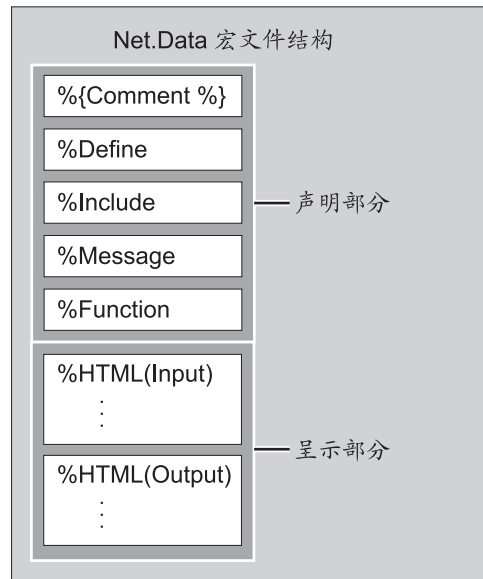 Net.Data 宏文件结构
%{Comment %}
%Define
%Include
声明部分
%Message
%Function
%HTML(Input)
.
.
.
呈示部分
%HTML(Output)
.
.
.